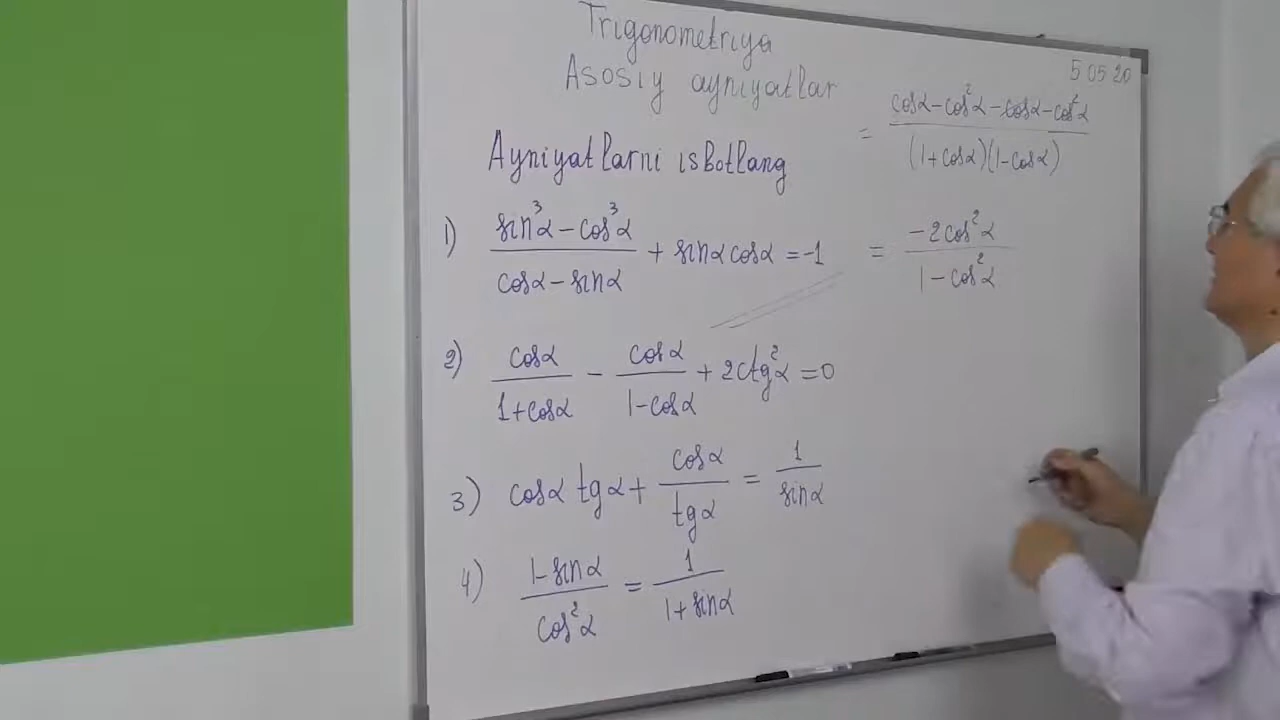 Trigonometriya
Asosiy ayniyatlar
5 05 20
Ayniyatlarni isbotlang
1) (sin³α − cos³α)/(cosα − sinα) + sinα cosα = -1
2) cosα/(1+cosα) − cosα/(1-cosα) + 2ctg²α = 0
3) cosα tgα + cosα/tgα = 1/sinα
4) (1-sinα)/cos²α = 1/(1+sinα)
= (cosα − cos²α − cosα − cos²α)/((1+cosα)(1-cosα))
= (-2cos²α)/(1-cos²α)